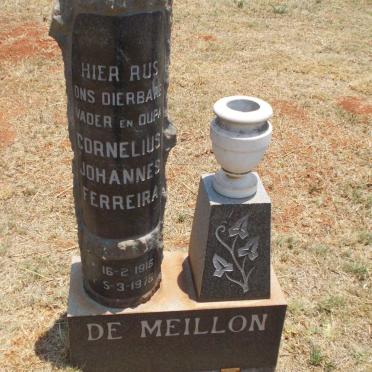 HIER RUS
ONS DIERBARE
VADER EN OUPA
CORNELIUS
JOHANNES
FERREIRA
16-2 1916
5-3-1976
DE MEILLON